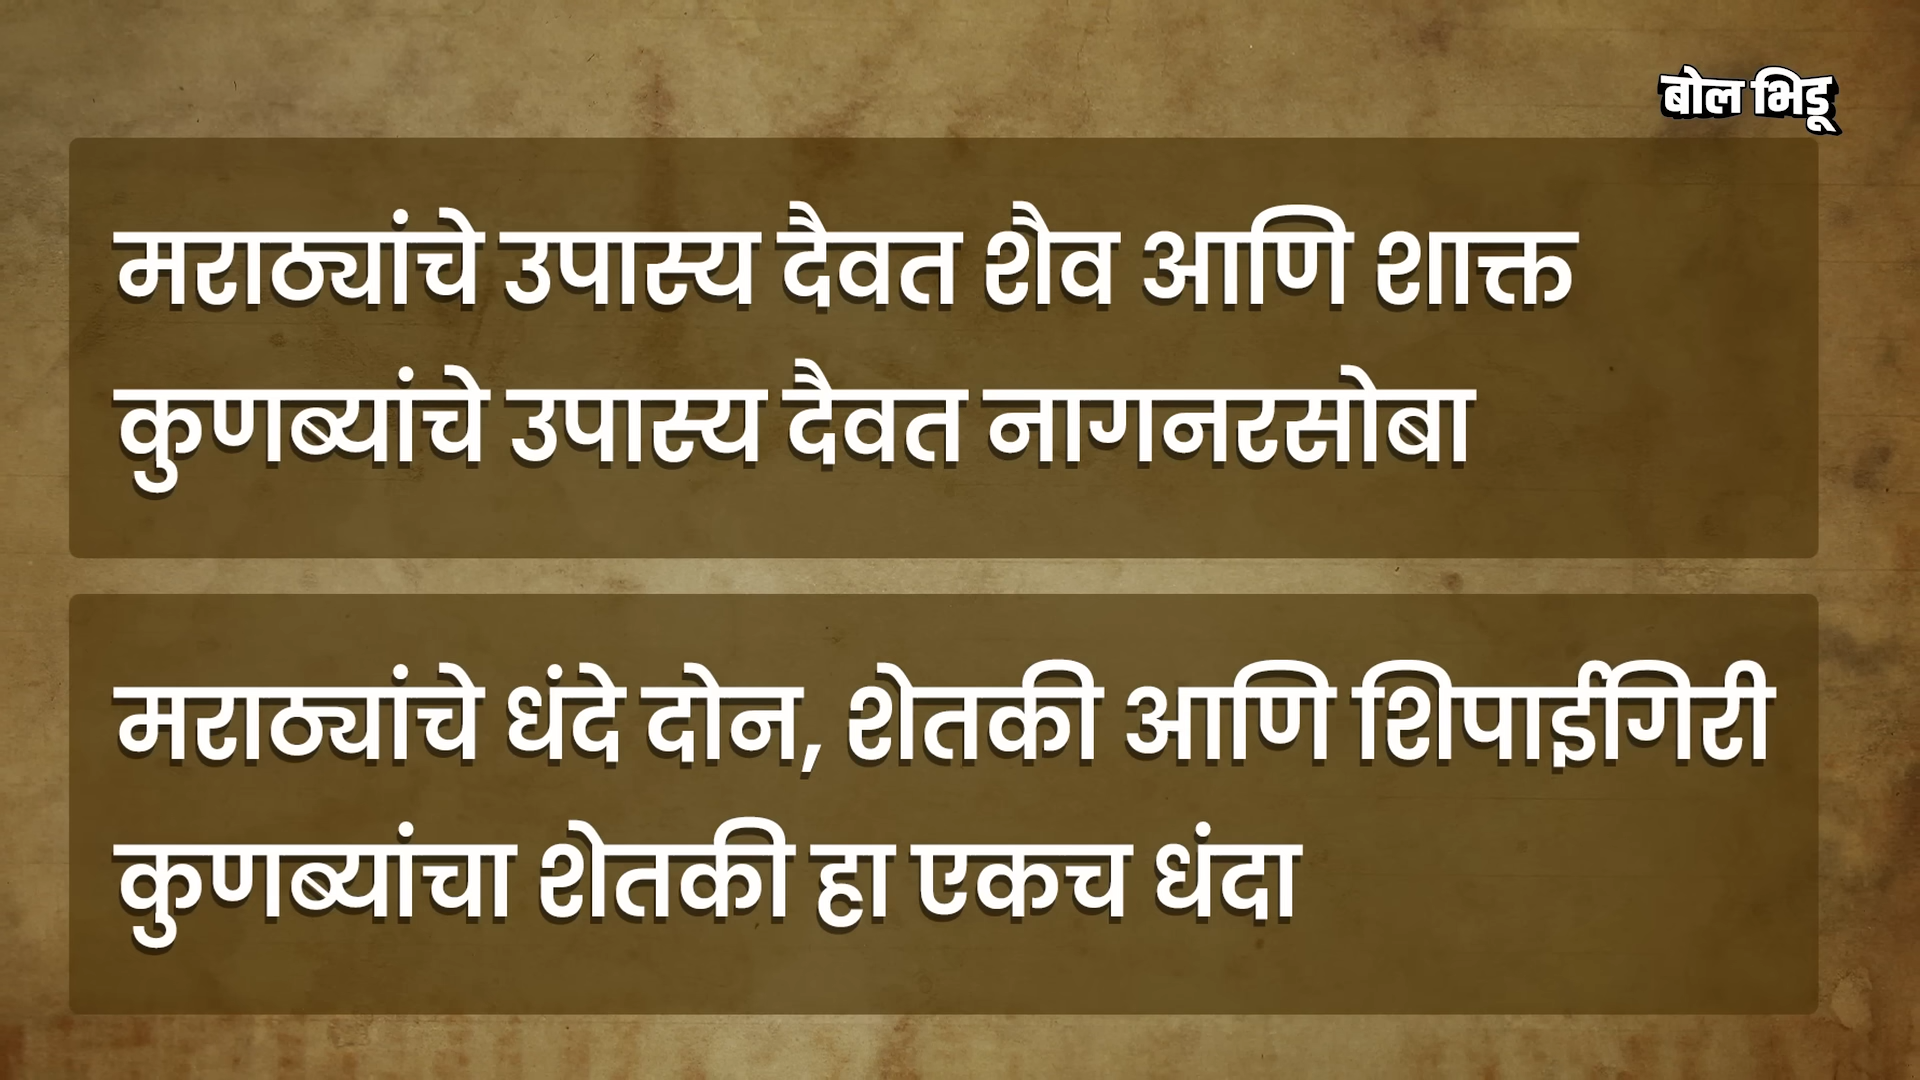 बोल भिडू
मराठ्यांचे उपास्य दैवत शैव आणि शाक्त
कुणब्यांचे उपास्य दैवत नागनरसोबा
मराठ्यांचे धंदे दोन, शेतकी आणि शिपाईगिरी
कुणब्यांचा शेतकी हा एकच धंदा